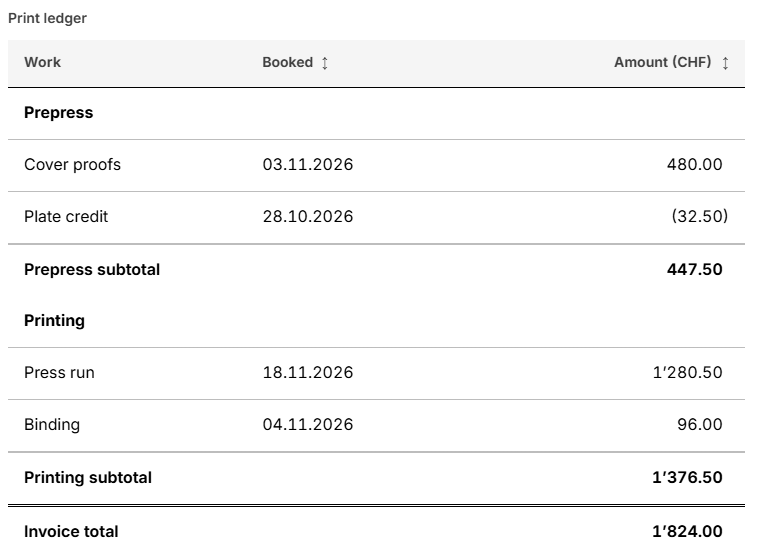 Print ledger
Work Booked ↕ Amount (CHF) ↕
Prepress
Cover proofs 03.11.2026 480.00
Plate credit 28.10.2026 (32.50)
Prepress subtotal 447.50
Printing
Press run 18.11.2026 1’280.50
Binding 04.11.2026 96.00
Printing subtotal 1’376.50
Invoice total 1’824.00